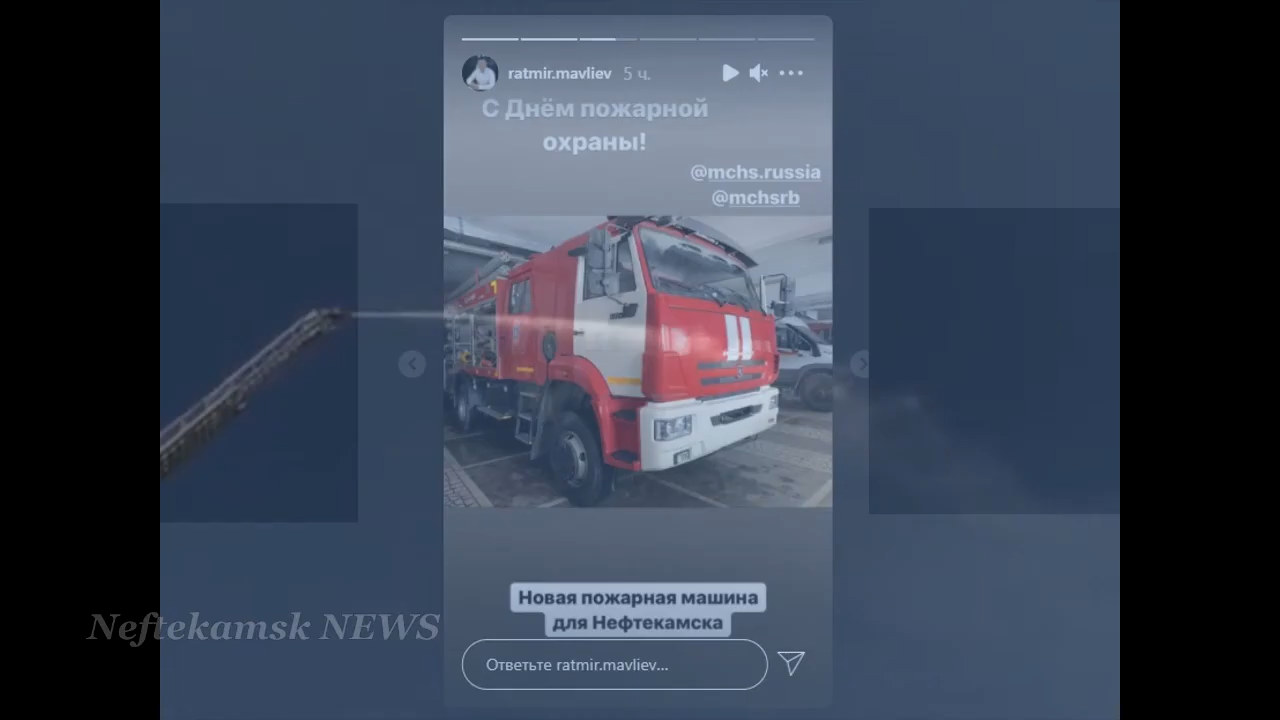 ratmir.mavliev 5 ч.
С Днём пожарной
охраны!
@mchs.russia
@mchsrb
Новая пожарная машина
для Нефтекамска
Neftekamsk NEWS
Ответьте ratmir.mavliev...